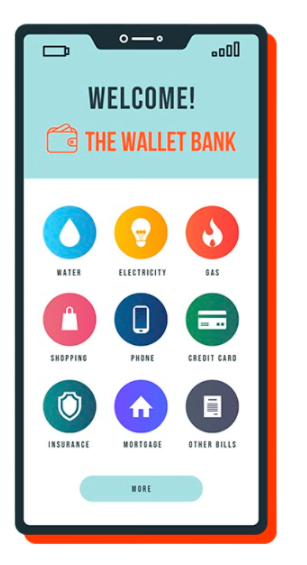 WELCOME!
THE WALLET BANK
WATER
ELECTRICITY
GAS
SHOPPING
PHONE
CREDIT CARD
INSURANCE
MORTGAGE
OTHER BILLS
MORE